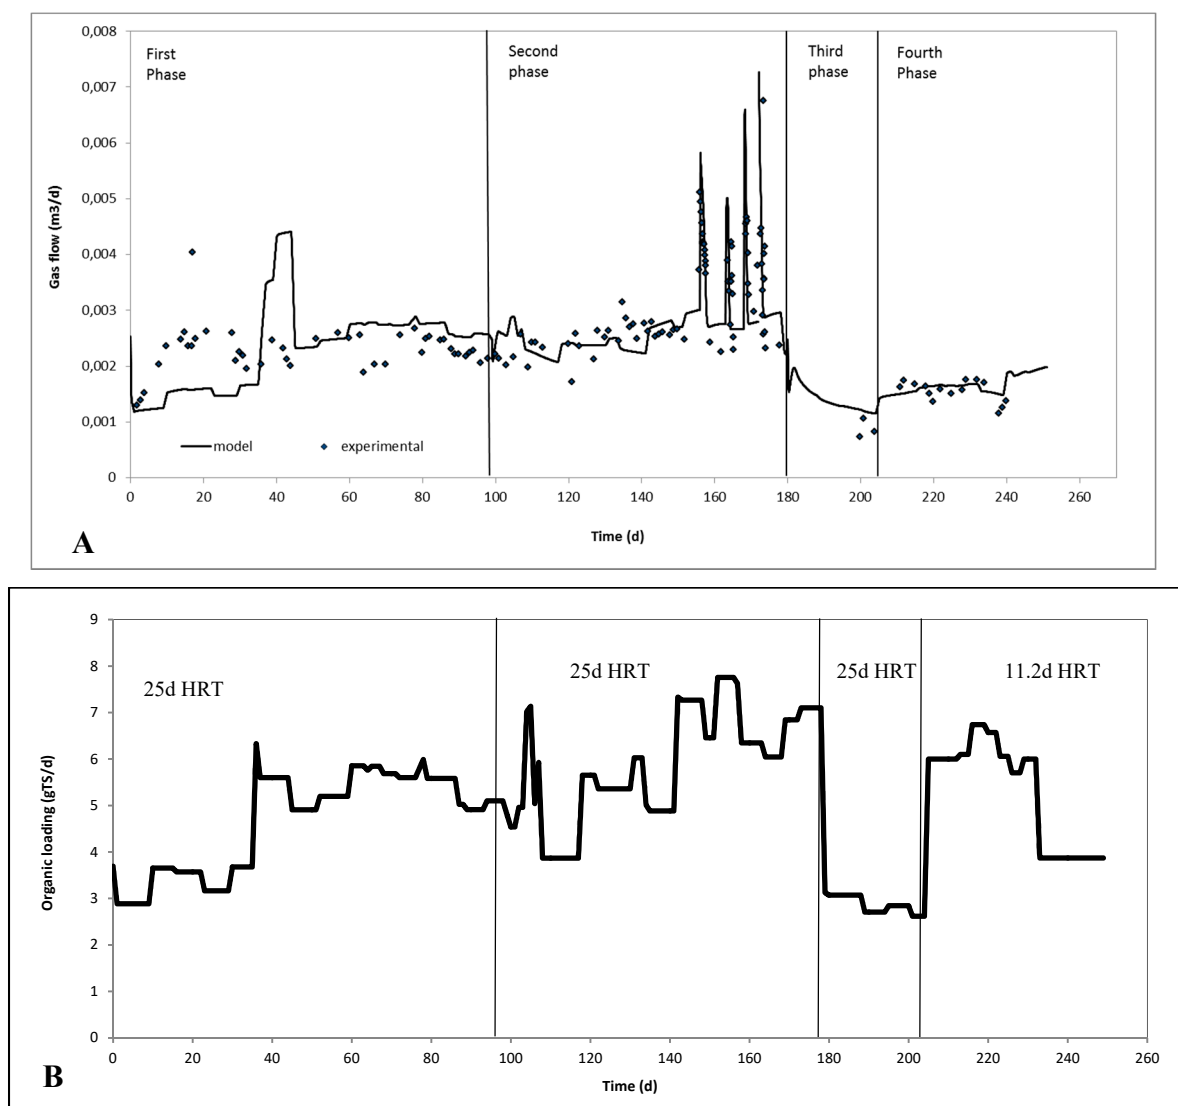 0,008
0,007
0,006
0,005
0,004
0,003
0,002
0,001
0
Gas flow (m3/d)
First
Phase
Second
phase
Third
phase
Fourth
Phase
model
experimental
0 20 40 60 80 100 120 140 160 180 200 220 240 260
Time (d)
A
9
8
7
6
5
4
3
2
1
0
Organic loading (gTS/d)
25d HRT
25d HRT
25d HRT
11.2d HRT
0 20 40 60 80 100 120 140 160 180 200 220 240 260
Time (d)
B